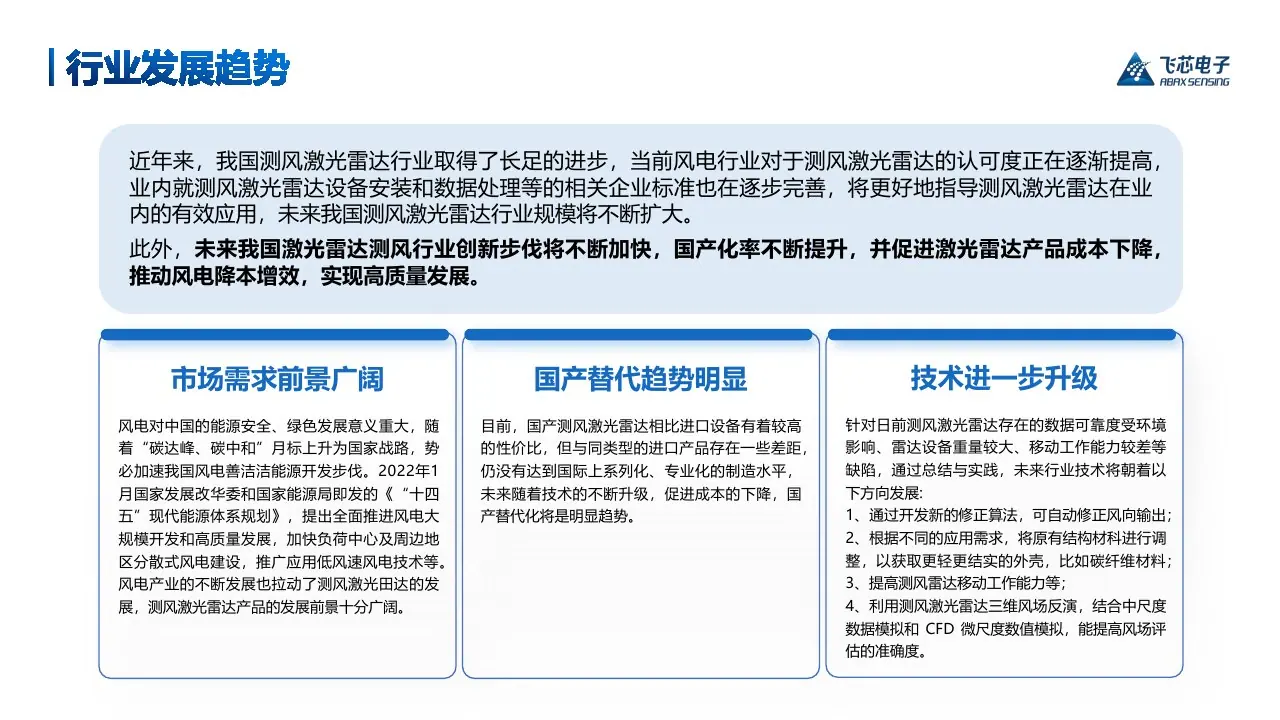 行业发展趋势
飞芯电子
ABAX SENSING
近年来，我国测风激光雷达行业取得了长足的进步，当前风电行业对于测风激光雷达的认可度正在逐渐提高，
业内就测风激光雷达设备安装和数据处理等的相关企业标准也在逐步完善，将更好地指导测风激光雷达在业
内的有效应用，未来我国测风激光雷达行业规模将不断扩大。
此外，未来我国激光雷达测风行业创新步伐将不断加快，国产化率不断提升，并促进激光雷达产品成本下降，
推动风电降本增效，实现高质量发展。
市场需求前景广阔
风电对中国的能源安全、绿色发展意义重大，随
着“碳达峰、碳中和”月标上升为国家战路，势
必加速我国风电善洁洁能源开发步伐。2022年1
月国家发展改华委和国家能源局即发的《“十四
五”现代能源体系规划》，提出全面推进风电大
规模开发和高质量发展，加快负荷中心及周边地
区分散式风电建设，推广应用低风速风电技术等。
风电产业的不断发展也拉动了测风激光田达的发
展，测风激光雷达产品的发展前景十分广阔。
国产替代趋势明显
目前，国产测风激光雷达相比进口设备有着较高
的性价比，但与同类型的进口产品存在一些差距，
仍没有达到国际上系列化、专业化的制造水平，
未来随着技术的不断升级，促进成本的下降，国
产替代化将是明显趋势。
技术进一步升级
针对日前测风激光雷达存在的数据可靠度受环境
影响、雷达设备重量较大、移动工作能力较差等
缺陷，通过总结与实践，未来行业技术将朝着以
下方向发展:
1、通过开发新的修正算法，可自动修正风向输出；
2、根据不同的应用需求，将原有结构材科进行调
整，以获取更轻更结实的外壳，比如碳纤维材料；
3、提高测风雷达移动工作能力等；
4、利用测风激光雷达三维风场反演，结合中尺度
数据模拟和 CFD 微尺度数值模拟，能提高风场评
估的准确度。